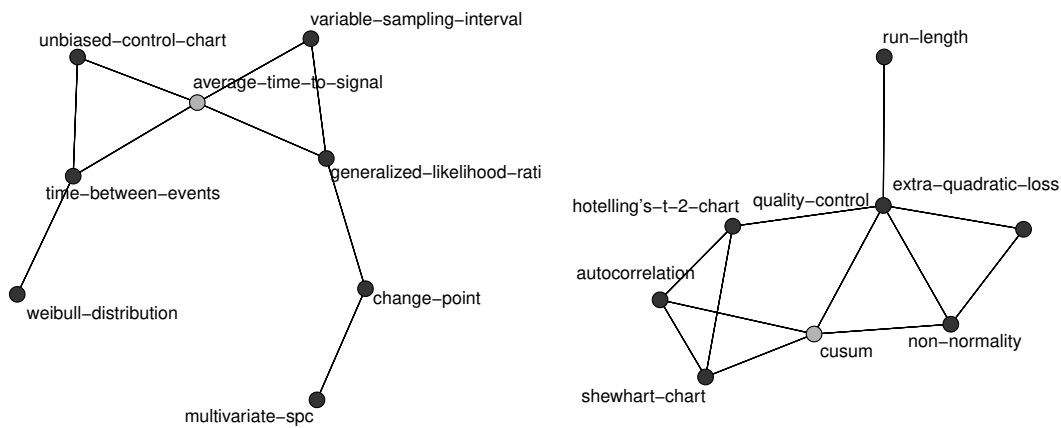 variable−sampling−interval
unbiased−control−chart
average−time−to−signal
generalized−likelihood−rati
time−between−events
weibull−distribution
change−point
multivariate−spc
run−length
extra−quadratic−loss
quality−control
hotelling's−t−2−chart
autocorrelation
non−normality
cusum
shewhart−chart